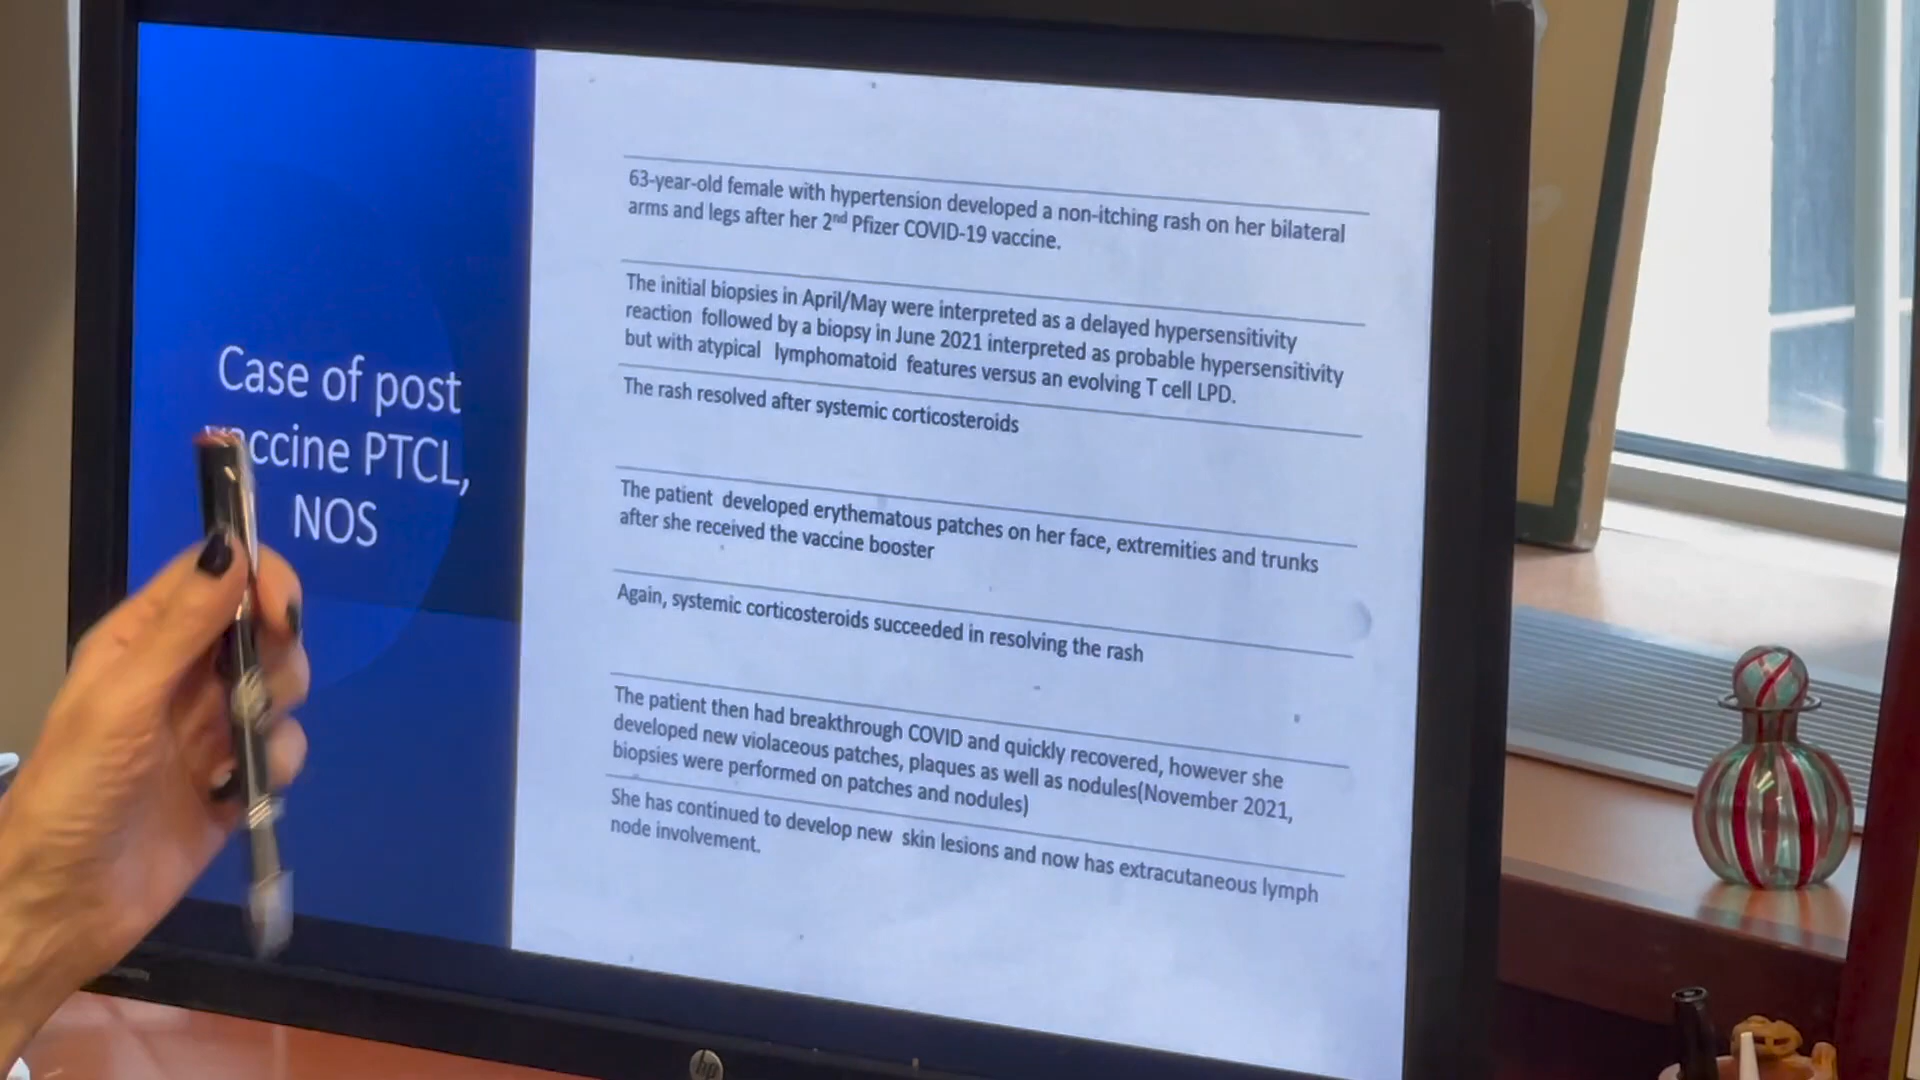 Case of post
vaccine PTCL,
NOS
63-year-old female with hypertension developed a non-itching rash on her bilateral
arms and legs after her 2nd Pfizer COVID-19 vaccine.
The initial biopsies in April/May were interpreted as a delayed hypersensitivity
reaction followed by a biopsy in June 2021 interpreted as probable hypersensitivity
but with atypical lymphomatoid features versus an evolving T cell LPD.
The rash resolved after systemic corticosteroids
The patient developed erythematous patches on her face, extremities and trunks
after she received the vaccine booster
Again, systemic corticosteroids succeeded in resolving the rash
The patient then had breakthrough COVID and quickly recovered, however she
developed new violaceous patches, plaques as well as nodules(November 2021,
biopsies were performed on patches and nodules)
She has continued to develop new skin lesions and now has extracutaneous lymph
node involvement.
hp